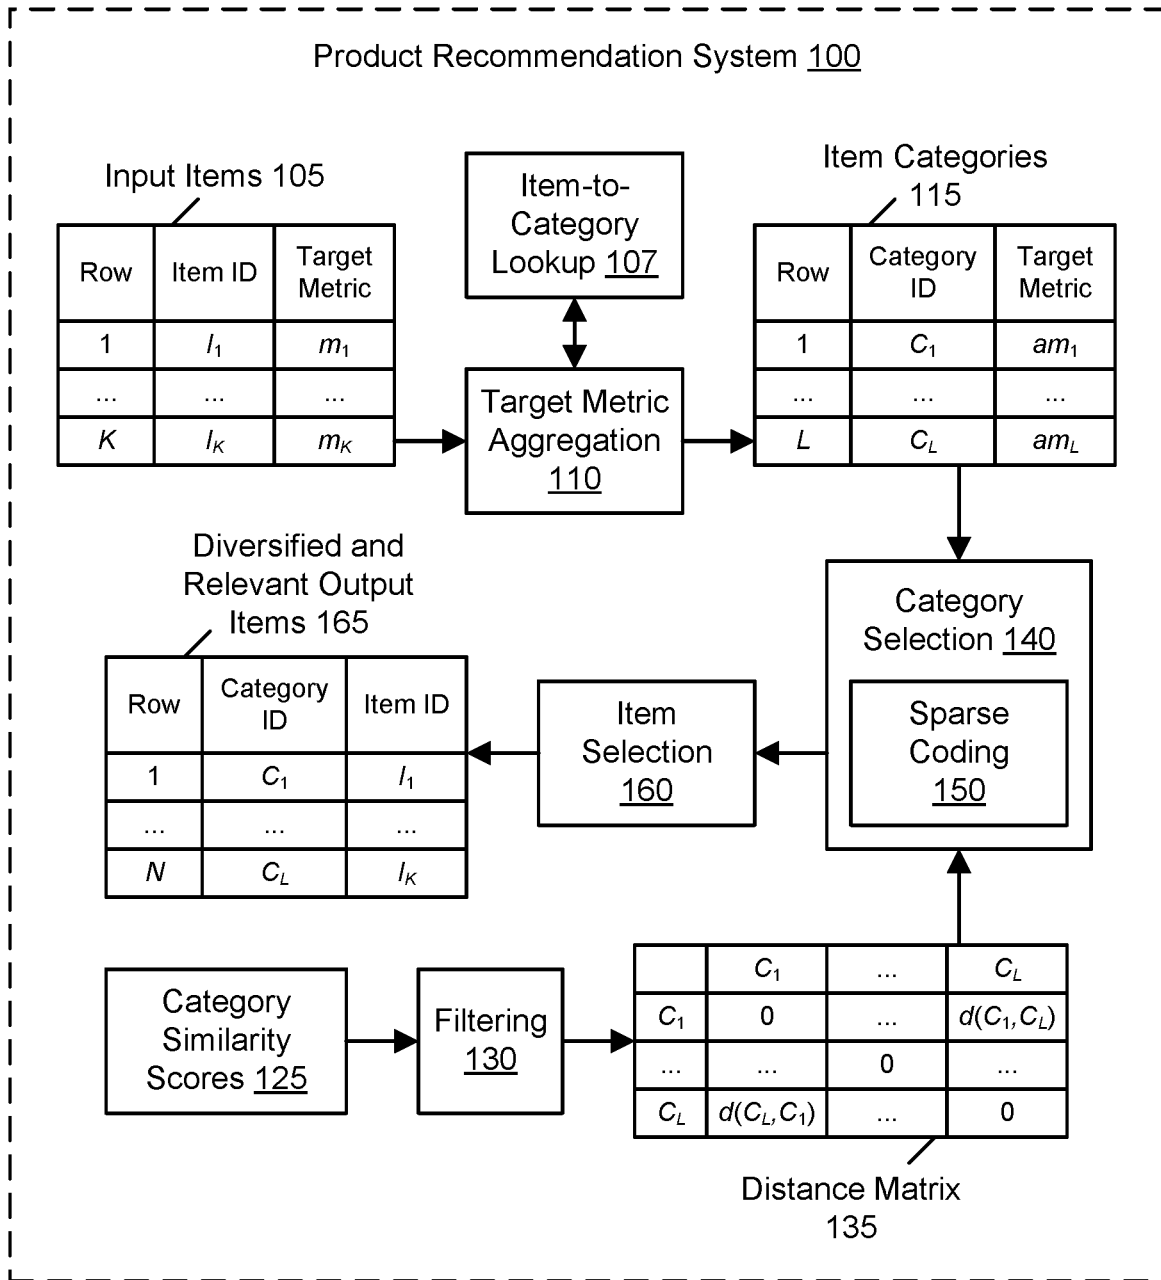 Product Recommendation System 100
Input Items 105
Row Item ID Target Metric
1 I1 m1
... ... ...
K IK mK
Item-to-
Category
Lookup 107
Target Metric
Aggregation
110
Item Categories
115
Row Category ID Target Metric
1 C1 am1
... ... ...
L CL amL
Category
Selection 140
Sparse
Coding
150
Item
Selection
160
Diversified and
Relevant Output
Items 165
Row Category ID Item ID
1 C1 I1
... ... ...
N CL IK
Category
Similarity
Scores 125
Filtering
130
C1 ... CL
C1 0 ... d(C1,CL)
... ... 0 ...
CL d(CL,C1) ... 0
Distance Matrix
135